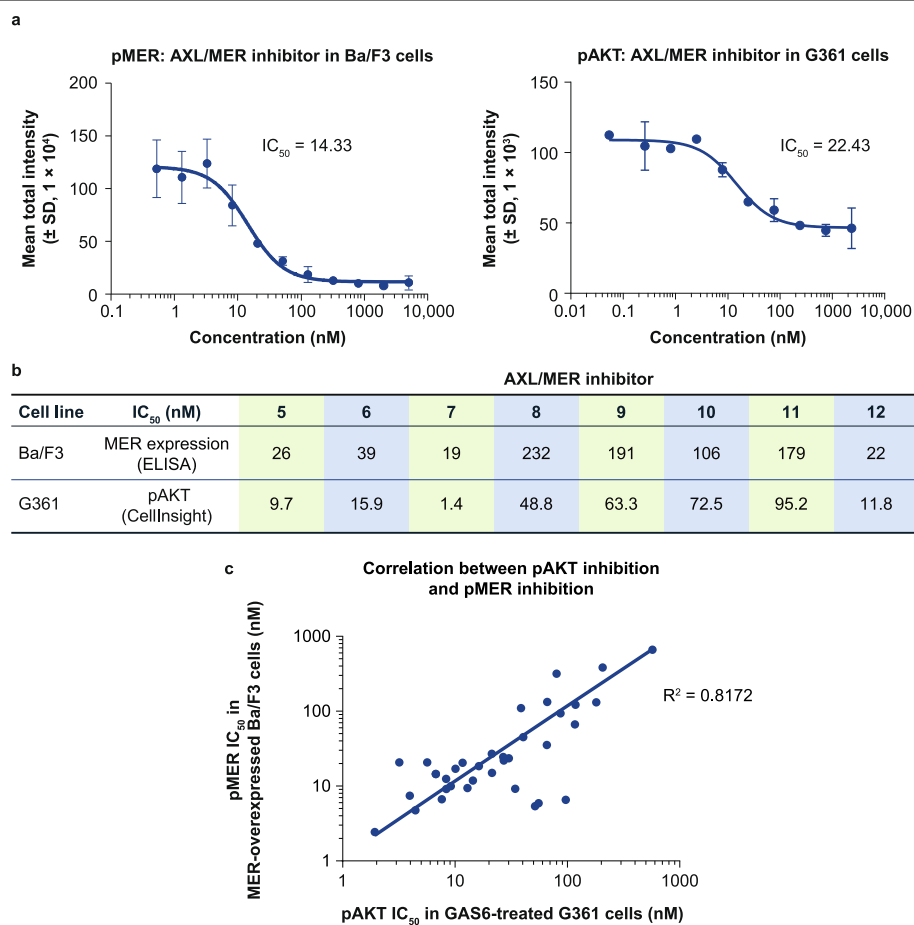 a
pMER: AXL/MER inhibitor in Ba/F3 cells
Mean total intensity
(± SD, 1 × 10⁴)
200
150
100
50
0
IC₅₀ = 14.33
0.1 1 10 100 1000 10,000
Concentration (nM)
pAKT: AXL/MER inhibitor in G361 cells
Mean total intensity
(± SD, 1 × 10³)
150
100
50
0
IC₅₀ = 22.43
0.01 0.1 1 10 100 1000 10,000
Concentration (nM)
b
AXL/MER inhibitor
Cell line IC₅₀ (nM) 5 6 7 8 9 10 11 12
Ba/F3 MER expression (ELISA) 26 39 19 232 191 106 179 22
G361 pAKT (CellInsight) 9.7 15.9 1.4 48.8 63.3 72.5 95.2 11.8
c
Correlation between pAKT inhibition
and pMER inhibition
pMER IC₅₀ in
MER-overexpressed Ba/F3 cells (nM)
1000
100
10
1
R² = 0.8172
1 10 100 1000
pAKT IC₅₀ in GAS6-treated G361 cells (nM)